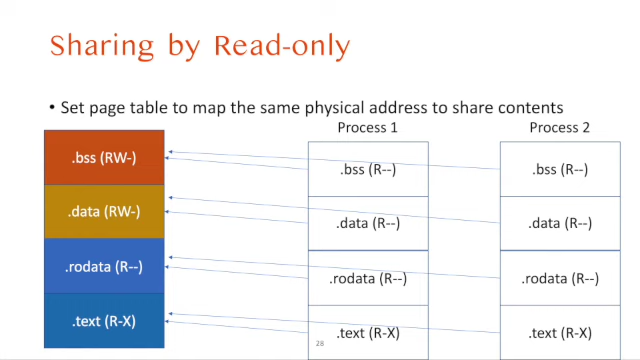 Sharing by Read-only
• Set page table to map the same physical address to share contents
Process 1
Process 2
.bss (RW-)
.bss (R--)
.bss (R--)
.data (RW-)
.data (R--)
.data (R--)
.rodata (R--)
.rodata (R--)
.rodata (R--)
.text (R-X)
.text (R-X)
.text (R-X)
28